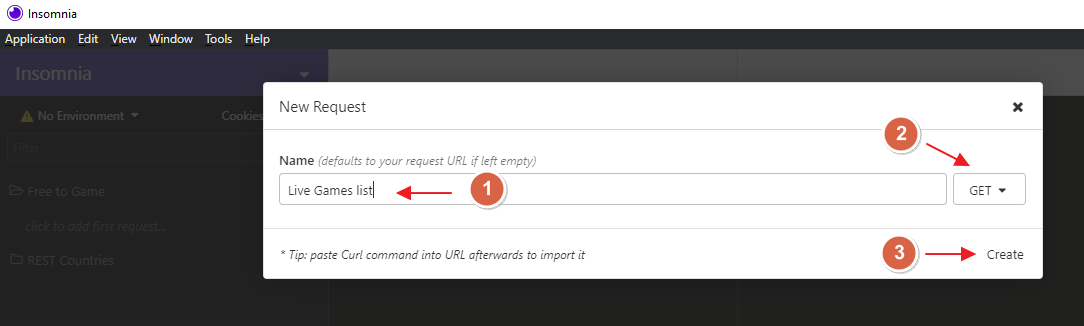 Insomnia
Application Edit View Window Tools Help
Insomnia
New Request
No Environment
Cookies
2
Filter
Name (defaults to your request URL if left empty)
Free to Game
Live Games list
1
GET
click to add first request...
* Tip: paste Curl command into URL afterwards to import it
3
Create
REST Countries